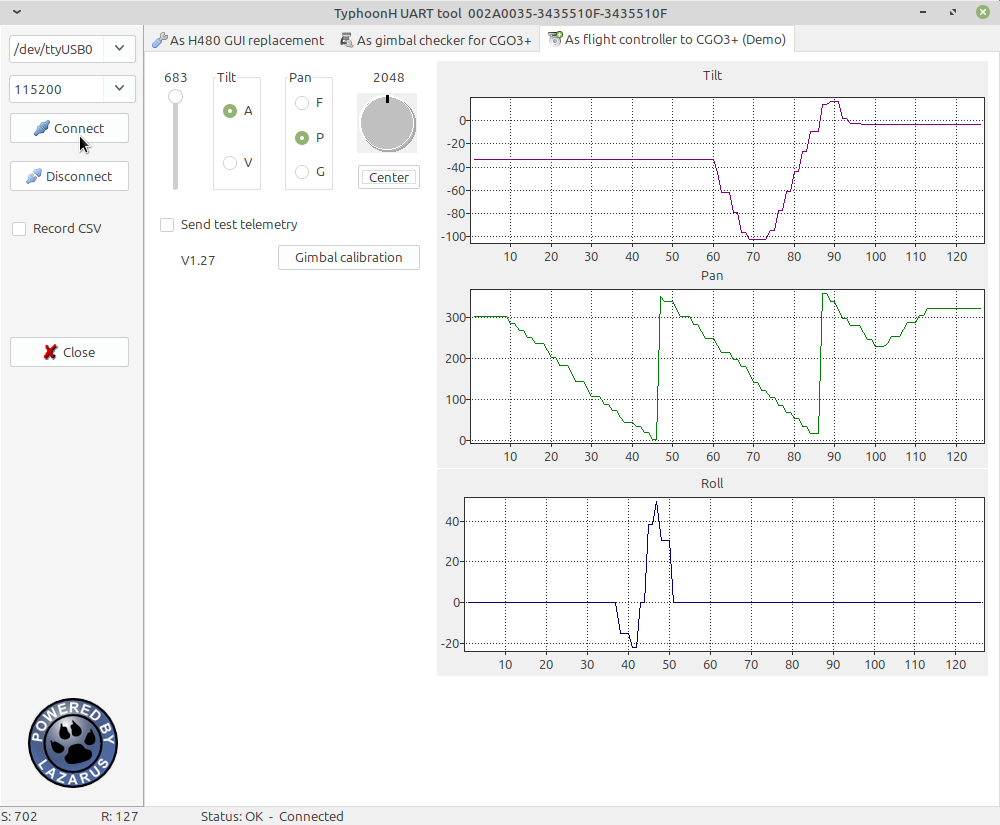 TyphoonH UART tool 002A0035-3435510F-3435510F
/dev/ttyUSB0
115200
Connect
Disconnect
Record CSV
Close
POWERED BY LAZARUS
As H480 GUI replacement
As gimbal checker for CGO3+
As flight controller to CGO3+ (Demo)
683
Tilt
A
V
Pan
F
P
G
2048
Center
Send test telemetry
V1.27
Gimbal calibration
Tilt
0
-20
-40
-60
-80
-100
10 20 30 40 50 60 70 80 90 100 110 120
Pan
300
200
100
0
10 20 30 40 50 60 70 80 90 100 110 120
Roll
40
20
0
-20
10 20 30 40 50 60 70 80 90 100 110 120
S: 702 R: 127 Status: OK - Connected